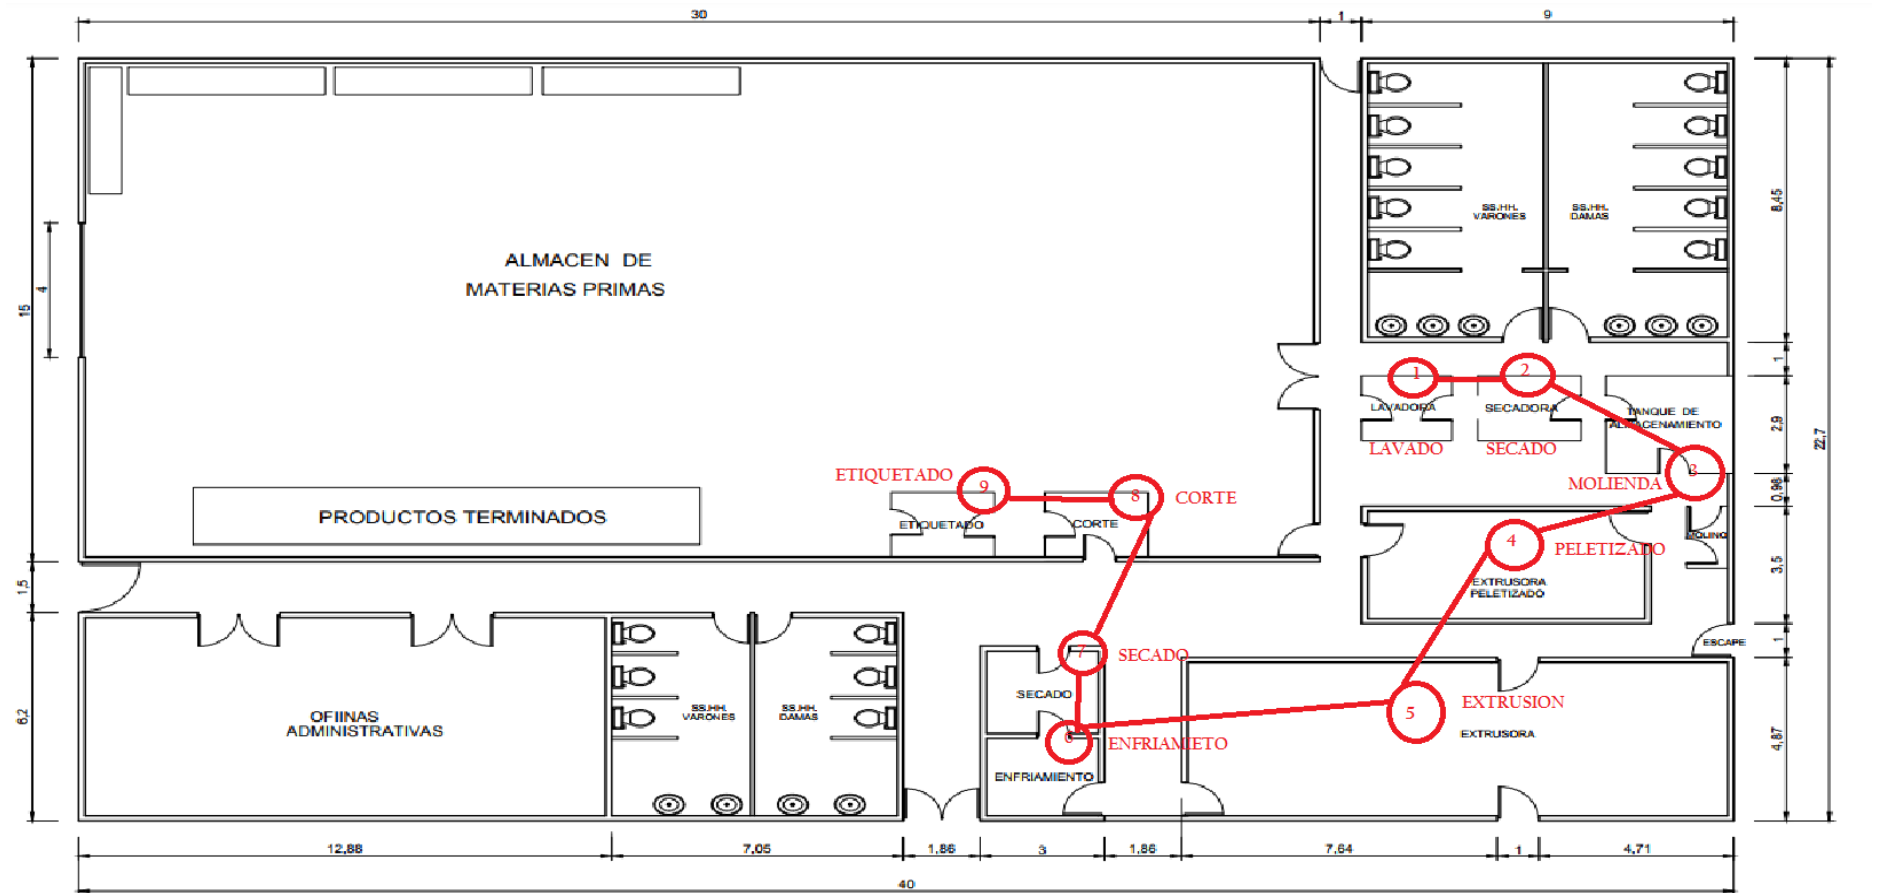 30
1
9
SS.HH.
VARONES
SS.HH.
DAMAS
8,45
15
4
ALMACEN DE
MATERIAS PRIMAS
1
2
1
LAVADORA
SECADORA
TANQUE DE
ALMACENAMIENTO
2,9
22,7
LAVADO
SECADO
ETIQUETADO
9
8
CORTE
MOLIENDA
3
0,98
PRODUCTOS TERMINADOS
ETIQUETADO
CORTE
4
PELETIZADO
MOLINO
EXTRUSORA
PELETIZADO
3,5
1,5
7
SECADO
ESCAPE
1
SECADO
OFIINAS
ADMINISTRATIVAS
SS.HH.
VARONES
SS.HH.
DAMAS
6,2
5
EXTRUSION
EXTRUSORA
6
ENFRIAMIETO
ENFRIAMIENTO
4,87
12,88
7,05
1,86
3
1,86
7,64
1
4,71
40